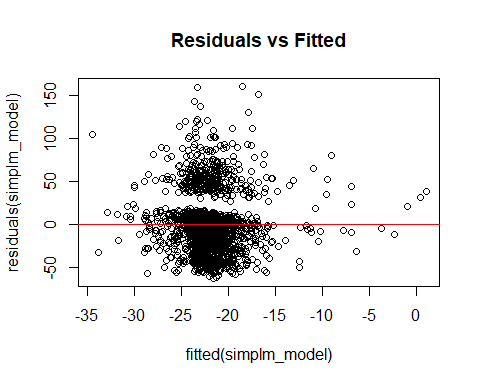 Residuals vs Fitted
residuals(simplm_model)
150
100
50
0
-50
-35 -30 -25 -20 -15 -10 -5 0
fitted(simplm_model)